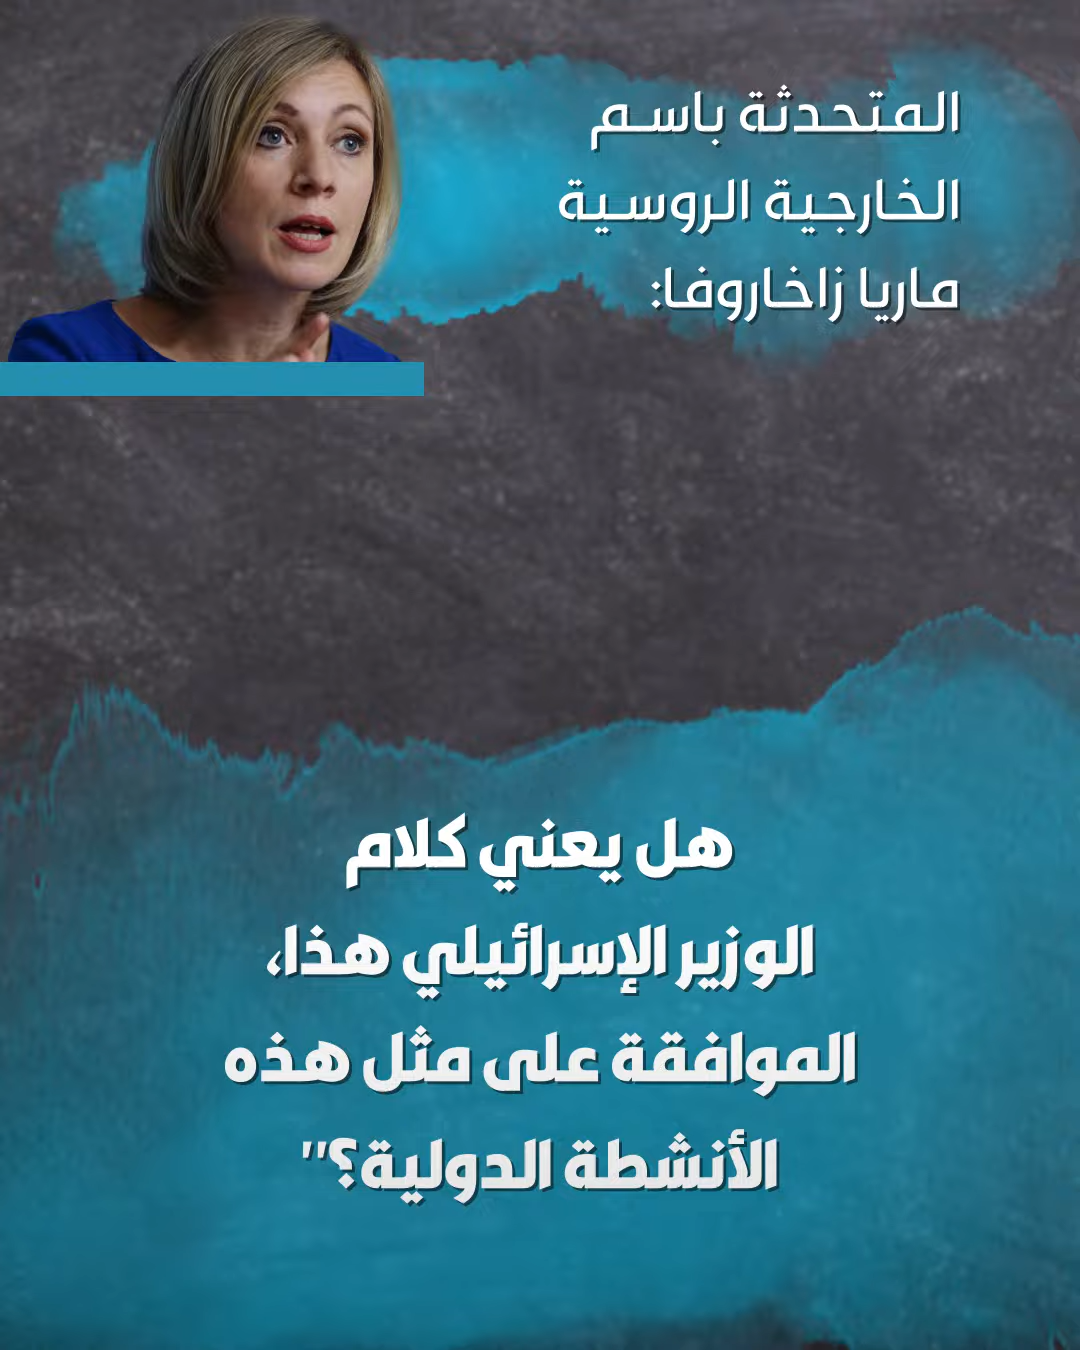 المتحدثة باسم
الخارجية الروسية
ماريا زاخاروفا:
هل يعني كلام
الوزير الإسرائيلي هذا،
الموافقة على مثل هذه
الأنشطة الدولية؟"